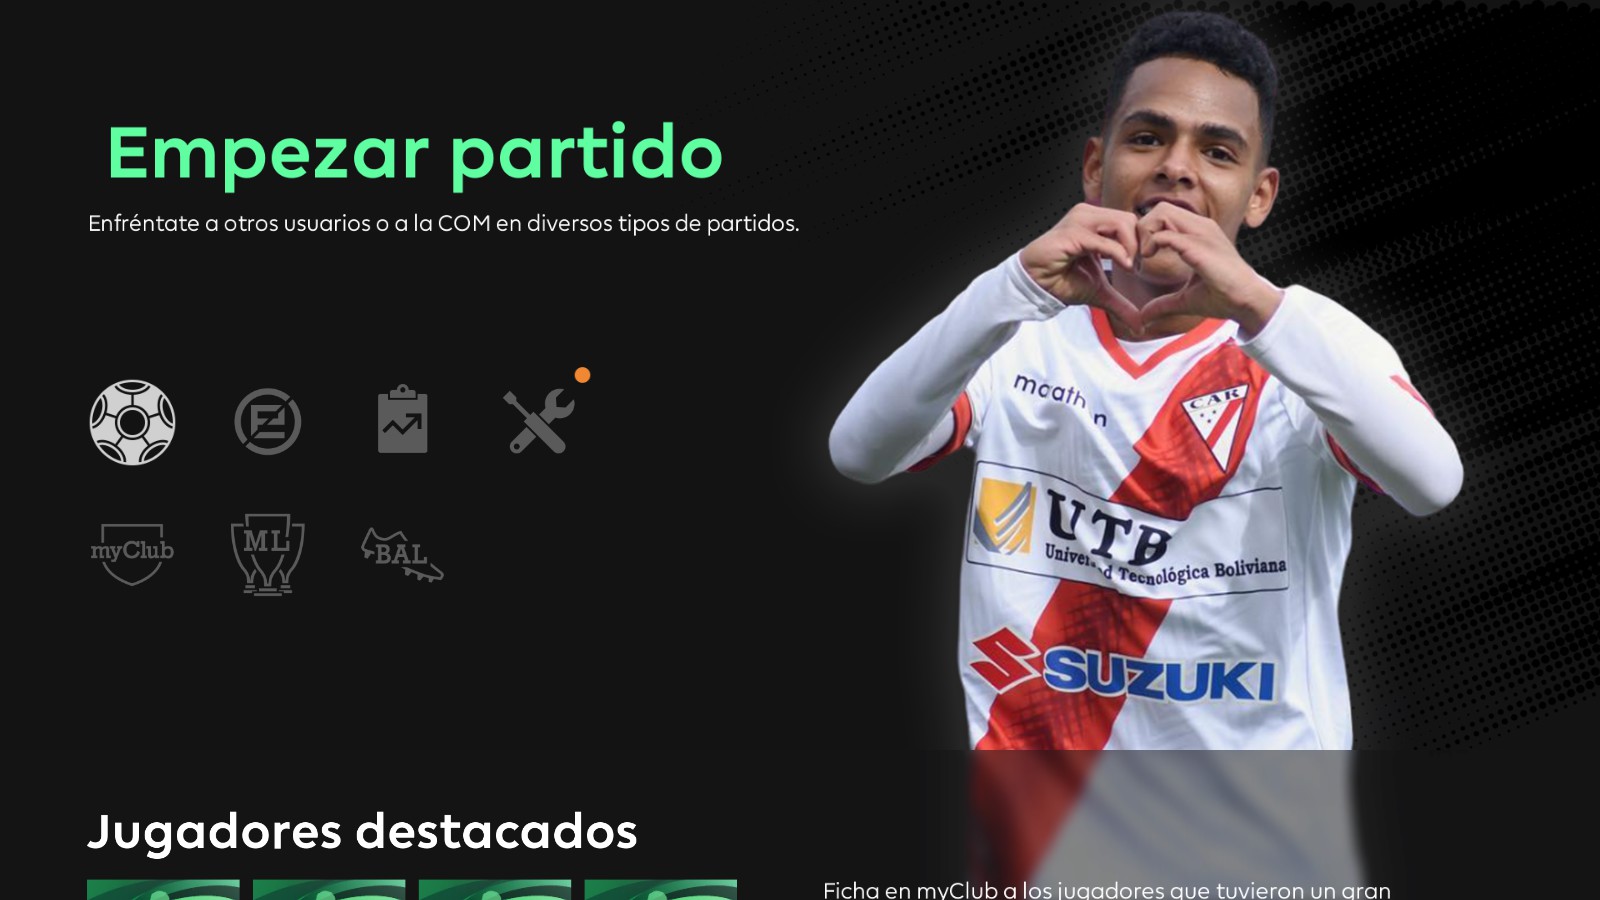 Empezar partido
Enfréntate a otros usuarios o a la COM en diversos tipos de partidos.
myClub
ML
BAL
CAR
UTB
Tecnológica Boliviana
SUZUKI
Jugadores destacados
Ficha en myClub a los jugadores que tuvieron un gran